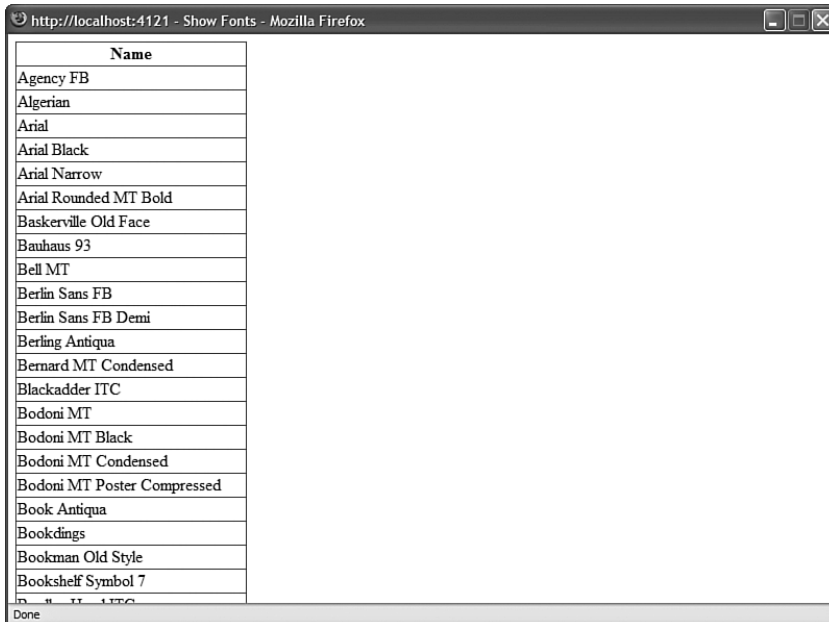 http://localhost:4121 - Show Fonts - Mozilla Firefox
Name
Agency FB
Algerian
Arial
Arial Black
Arial Narrow
Arial Rounded MT Bold
Baskerville Old Face
Bauhaus 93
Bell MT
Berlin Sans FB
Berlin Sans FB Demi
Berling Antiqua
Bernard MT Condensed
Blackadder ITC
Bodoni MT
Bodoni MT Black
Bodoni MT Condensed
Bodoni MT Poster Compressed
Book Antiqua
Bookdings
Bookman Old Style
Bookshelf Symbol 7
Done